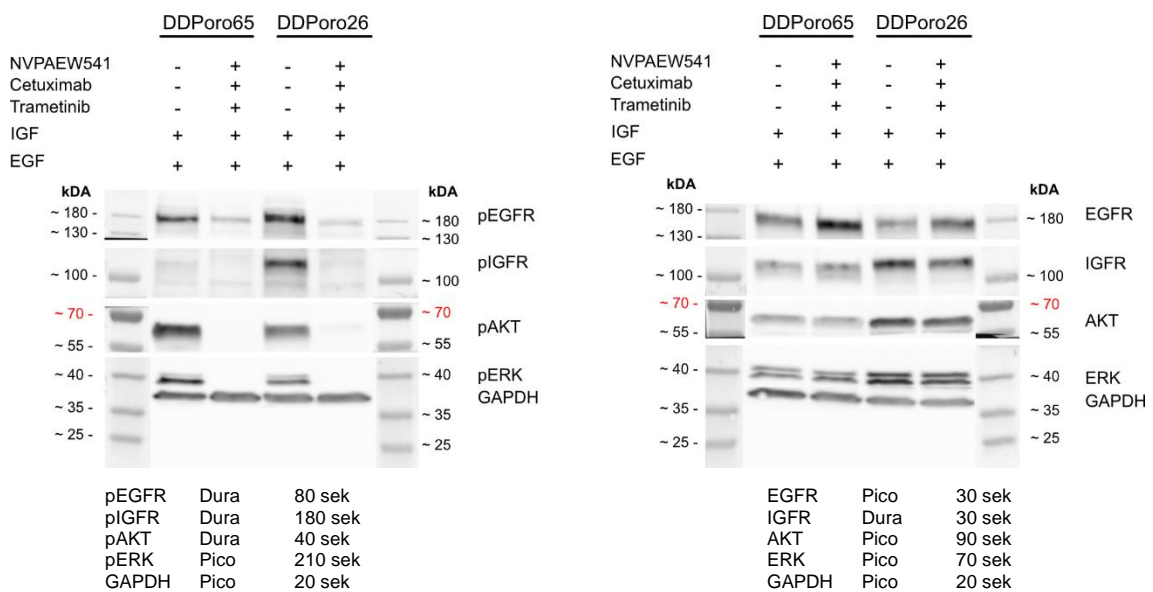 DDPoro65 DDPoro26
NVPAEW541 - + - +
Cetuximab - + - +
Trametinib - + - +
IGF + + + +
EGF + + + +
kDA kDA
~ 180 - ~ 180 pEGFR
~ 130 - ~ 130
~ 100 - ~ 100 pIGFR
~ 70 - ~ 70
pAKT
~ 55 - ~ 55
~ 40 - ~ 40 pERK
GAPDH
~ 35 - ~ 35
~ 25 - ~ 25
pEGFR Dura 80 sek
pIGFR Dura 180 sek
pAKT Dura 40 sek
pERK Pico 210 sek
GAPDH Pico 20 sek
DDPoro65 DDPoro26
NVPAEW541 - + - +
Cetuximab - + - +
Trametinib - + - +
IGF + + + +
EGF + + + +
kDA kDA
~ 180 - ~ 180 EGFR
~ 130 -
~ 100 - ~ 100 IGFR
~ 70 - ~ 70
AKT
~ 55 - ~ 55
~ 40 - ~ 40 ERK
GAPDH
~ 35 - ~ 35
~ 25 - ~ 25
EGFR Pico 30 sek
IGFR Dura 30 sek
AKT Pico 90 sek
ERK Pico 70 sek
GAPDH Pico 20 sek